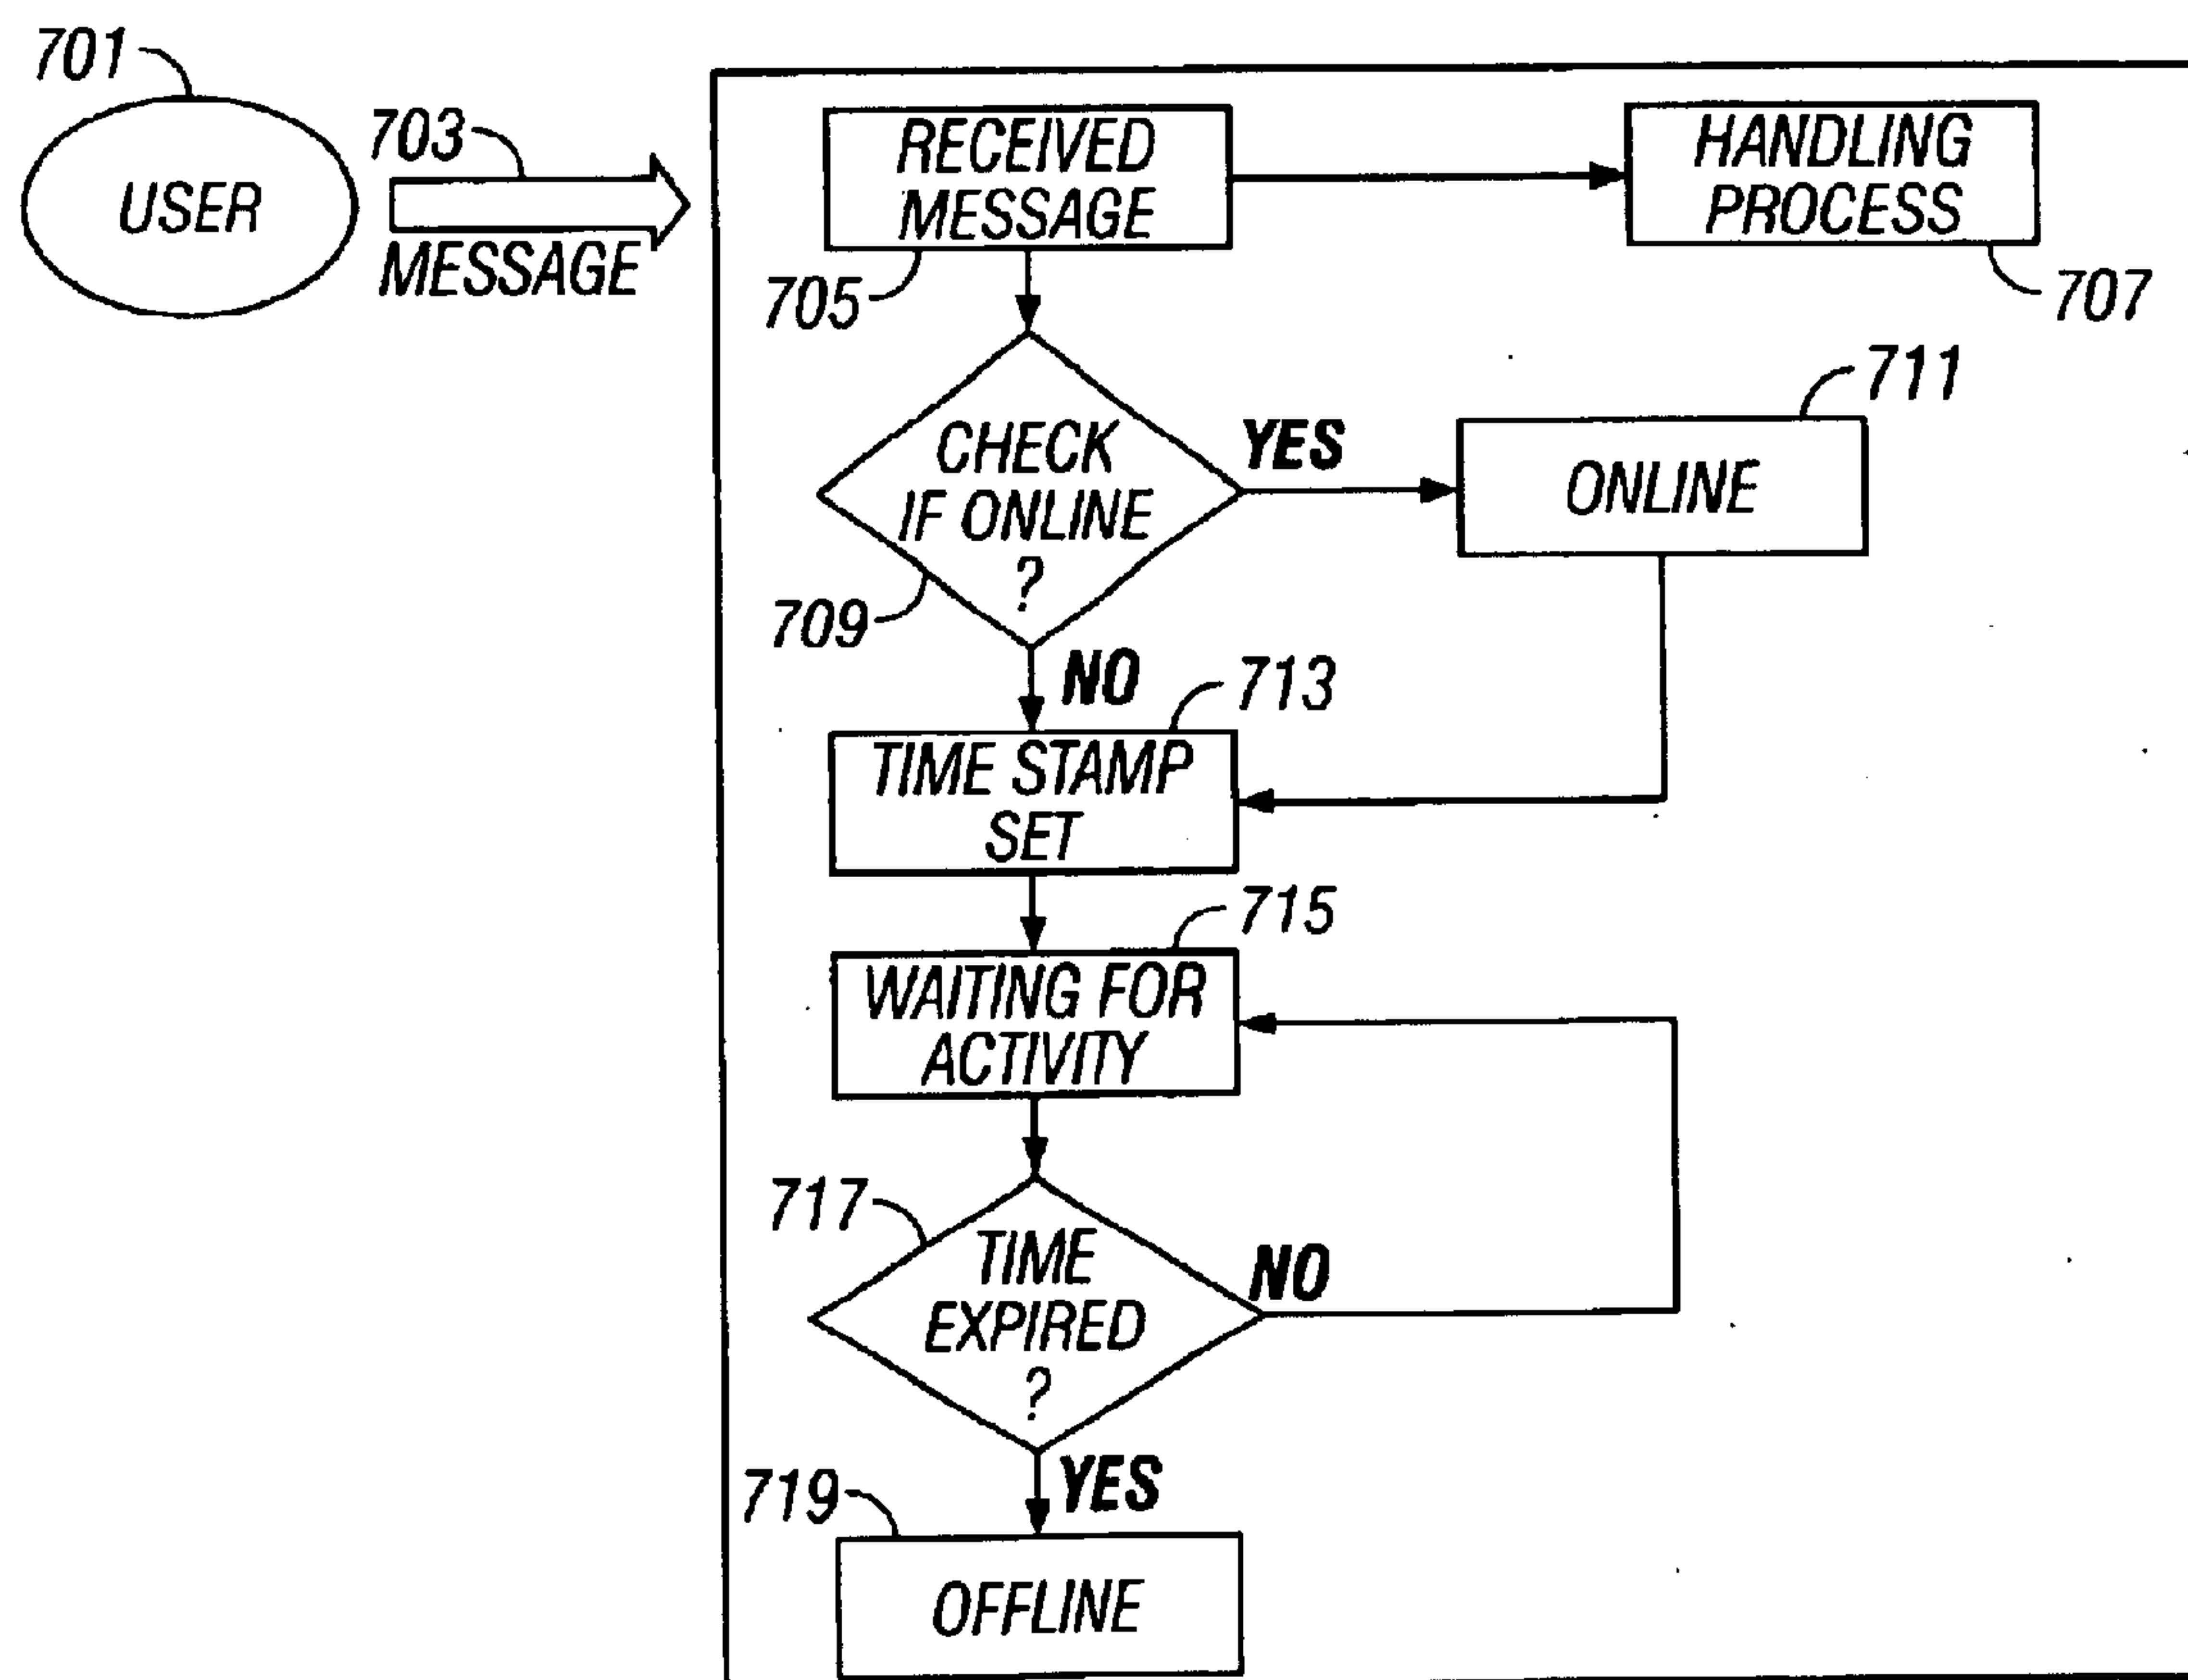 701
USER
703
MESSAGE
RECEIVED
MESSAGE
705
HANDLING
PROCESS
707
CHECK
IF ONLINE
?
709
YES
711
ONLINE
NO
713
TIME STAMP
SET
715
WAITING FOR
ACTIVITY
717
TIME
EXPIRED
?
NO
YES
719
OFFLINE